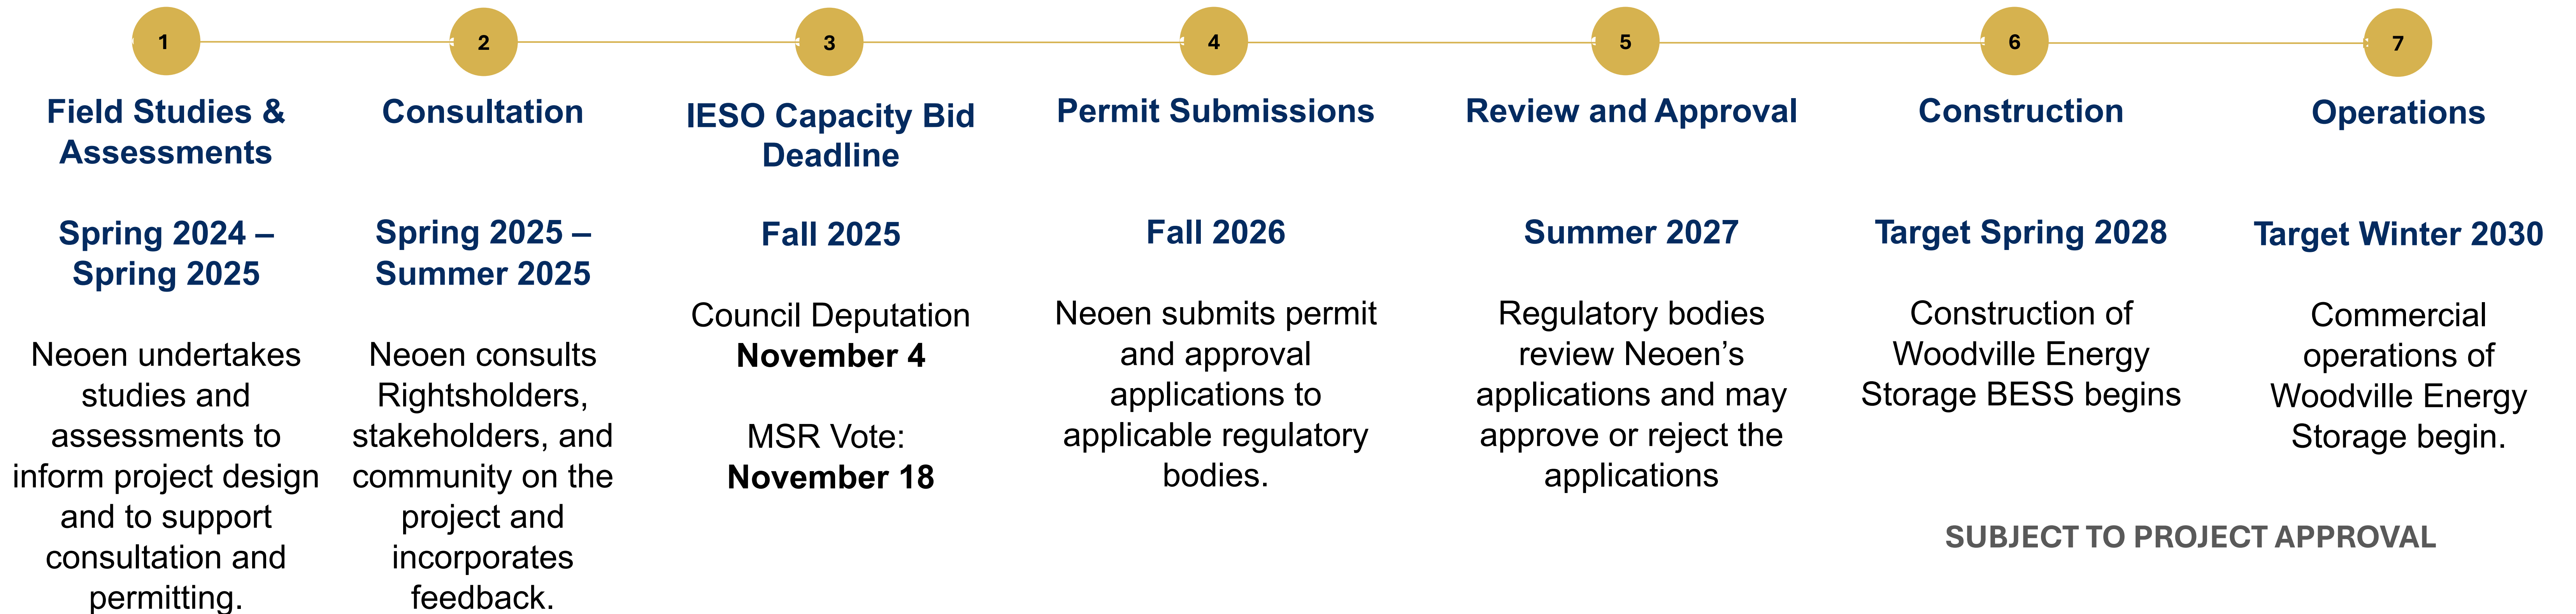 1
Field Studies &
Assessments
Spring 2024 –
Spring 2025
Neoen undertakes
studies and
assessments to
inform project design
and to support
consultation and
permitting.
2
Consultation
Spring 2025 –
Summer 2025
Neoen consults
Rightsholders,
stakeholders, and
community on the
project and
incorporates
feedback.
3
IESO Capacity Bid
Deadline
Fall 2025
Council Deputation
November 4
MSR Vote:
November 18
4
Permit Submissions
Fall 2026
Neoen submits permit
and approval
applications to
applicable regulatory
bodies.
5
Review and Approval
Summer 2027
Regulatory bodies
review Neoen’s
applications and may
approve or reject the
applications
6
Construction
Target Spring 2028
Construction of
Woodville Energy
Storage BESS begins
7
Operations
Target Winter 2030
Commercial
operations of
Woodville Energy
Storage begin.
SUBJECT TO PROJECT APPROVAL